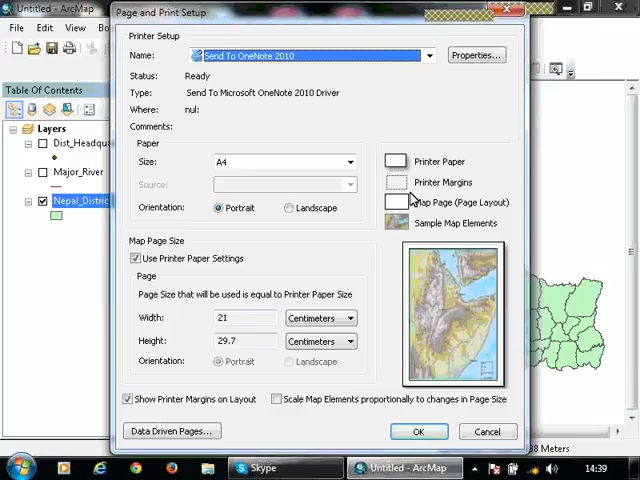 Untitled - ArcMap
Page and Print Setup
File Edit View Bo
Printer Setup
Name: Send To OneNote 2010 Properties...
Status: Ready
Type: Send To Microsoft OneNote 2010 Driver
Where: nul:
Comments:
Table Of Contents
Layers
Dist_Headqua
Major_River
Nepal_Distric
Paper
Size: A4
Source:
Orientation: Portrait Landscape
Printer Paper
Printer Margins
Map Page (Page Layout)
Sample Map Elements
Map Page Size
Use Printer Paper Settings
Page
Page Size that will be used is equal to Printer Paper Size
Width: 21 Centimeters
Height: 29.7 Centimeters
Orientation: Portrait Landscape
Show Printer Margins on Layout Scale Map Elements proportionally to changes in Page Size
Data Driven Pages... OK Cancel
38 Meters
Skype Untitled - ArcMap 14:39